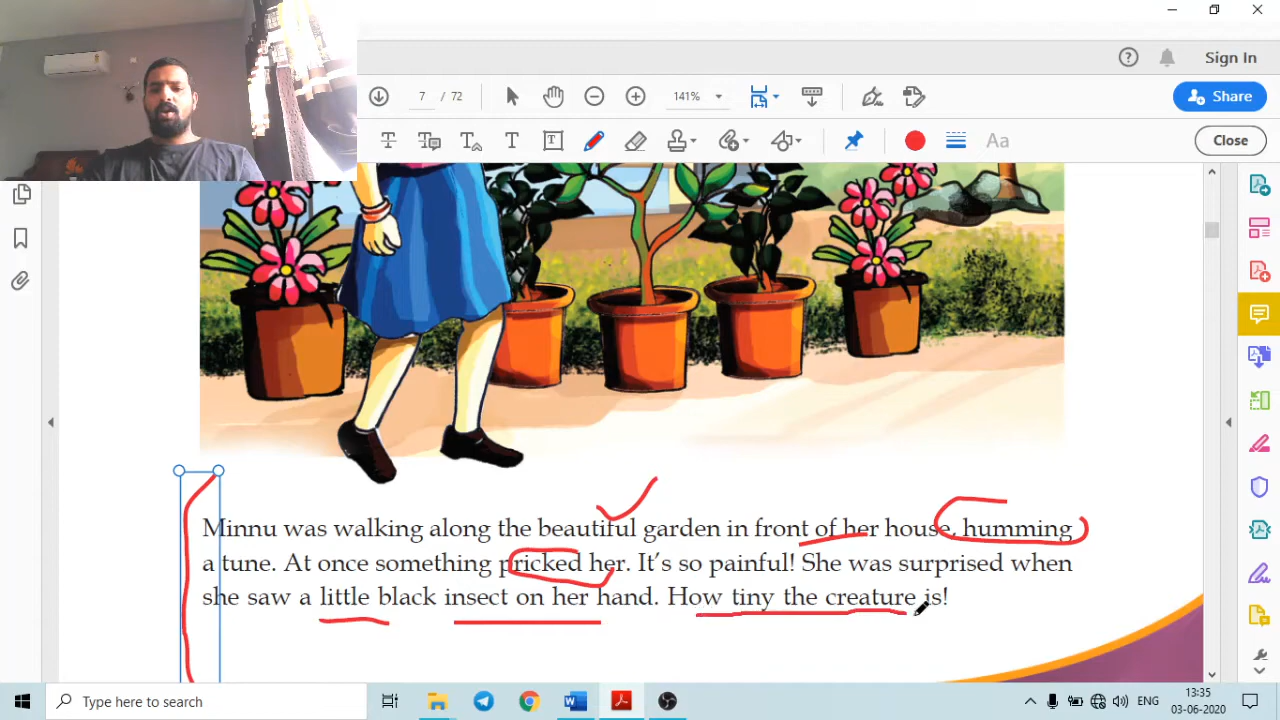 Sign In
7 / 72
141%
Share
T T T T T Aa
Close
Minnu was walking along the beautiful garden in front of her house, humming
a tune. At once something pricked her. It's so painful! She was surprised when
she saw a little black insect on her hand. How tiny the creature is!
Type here to search
ENG
13:35
03-06-2020